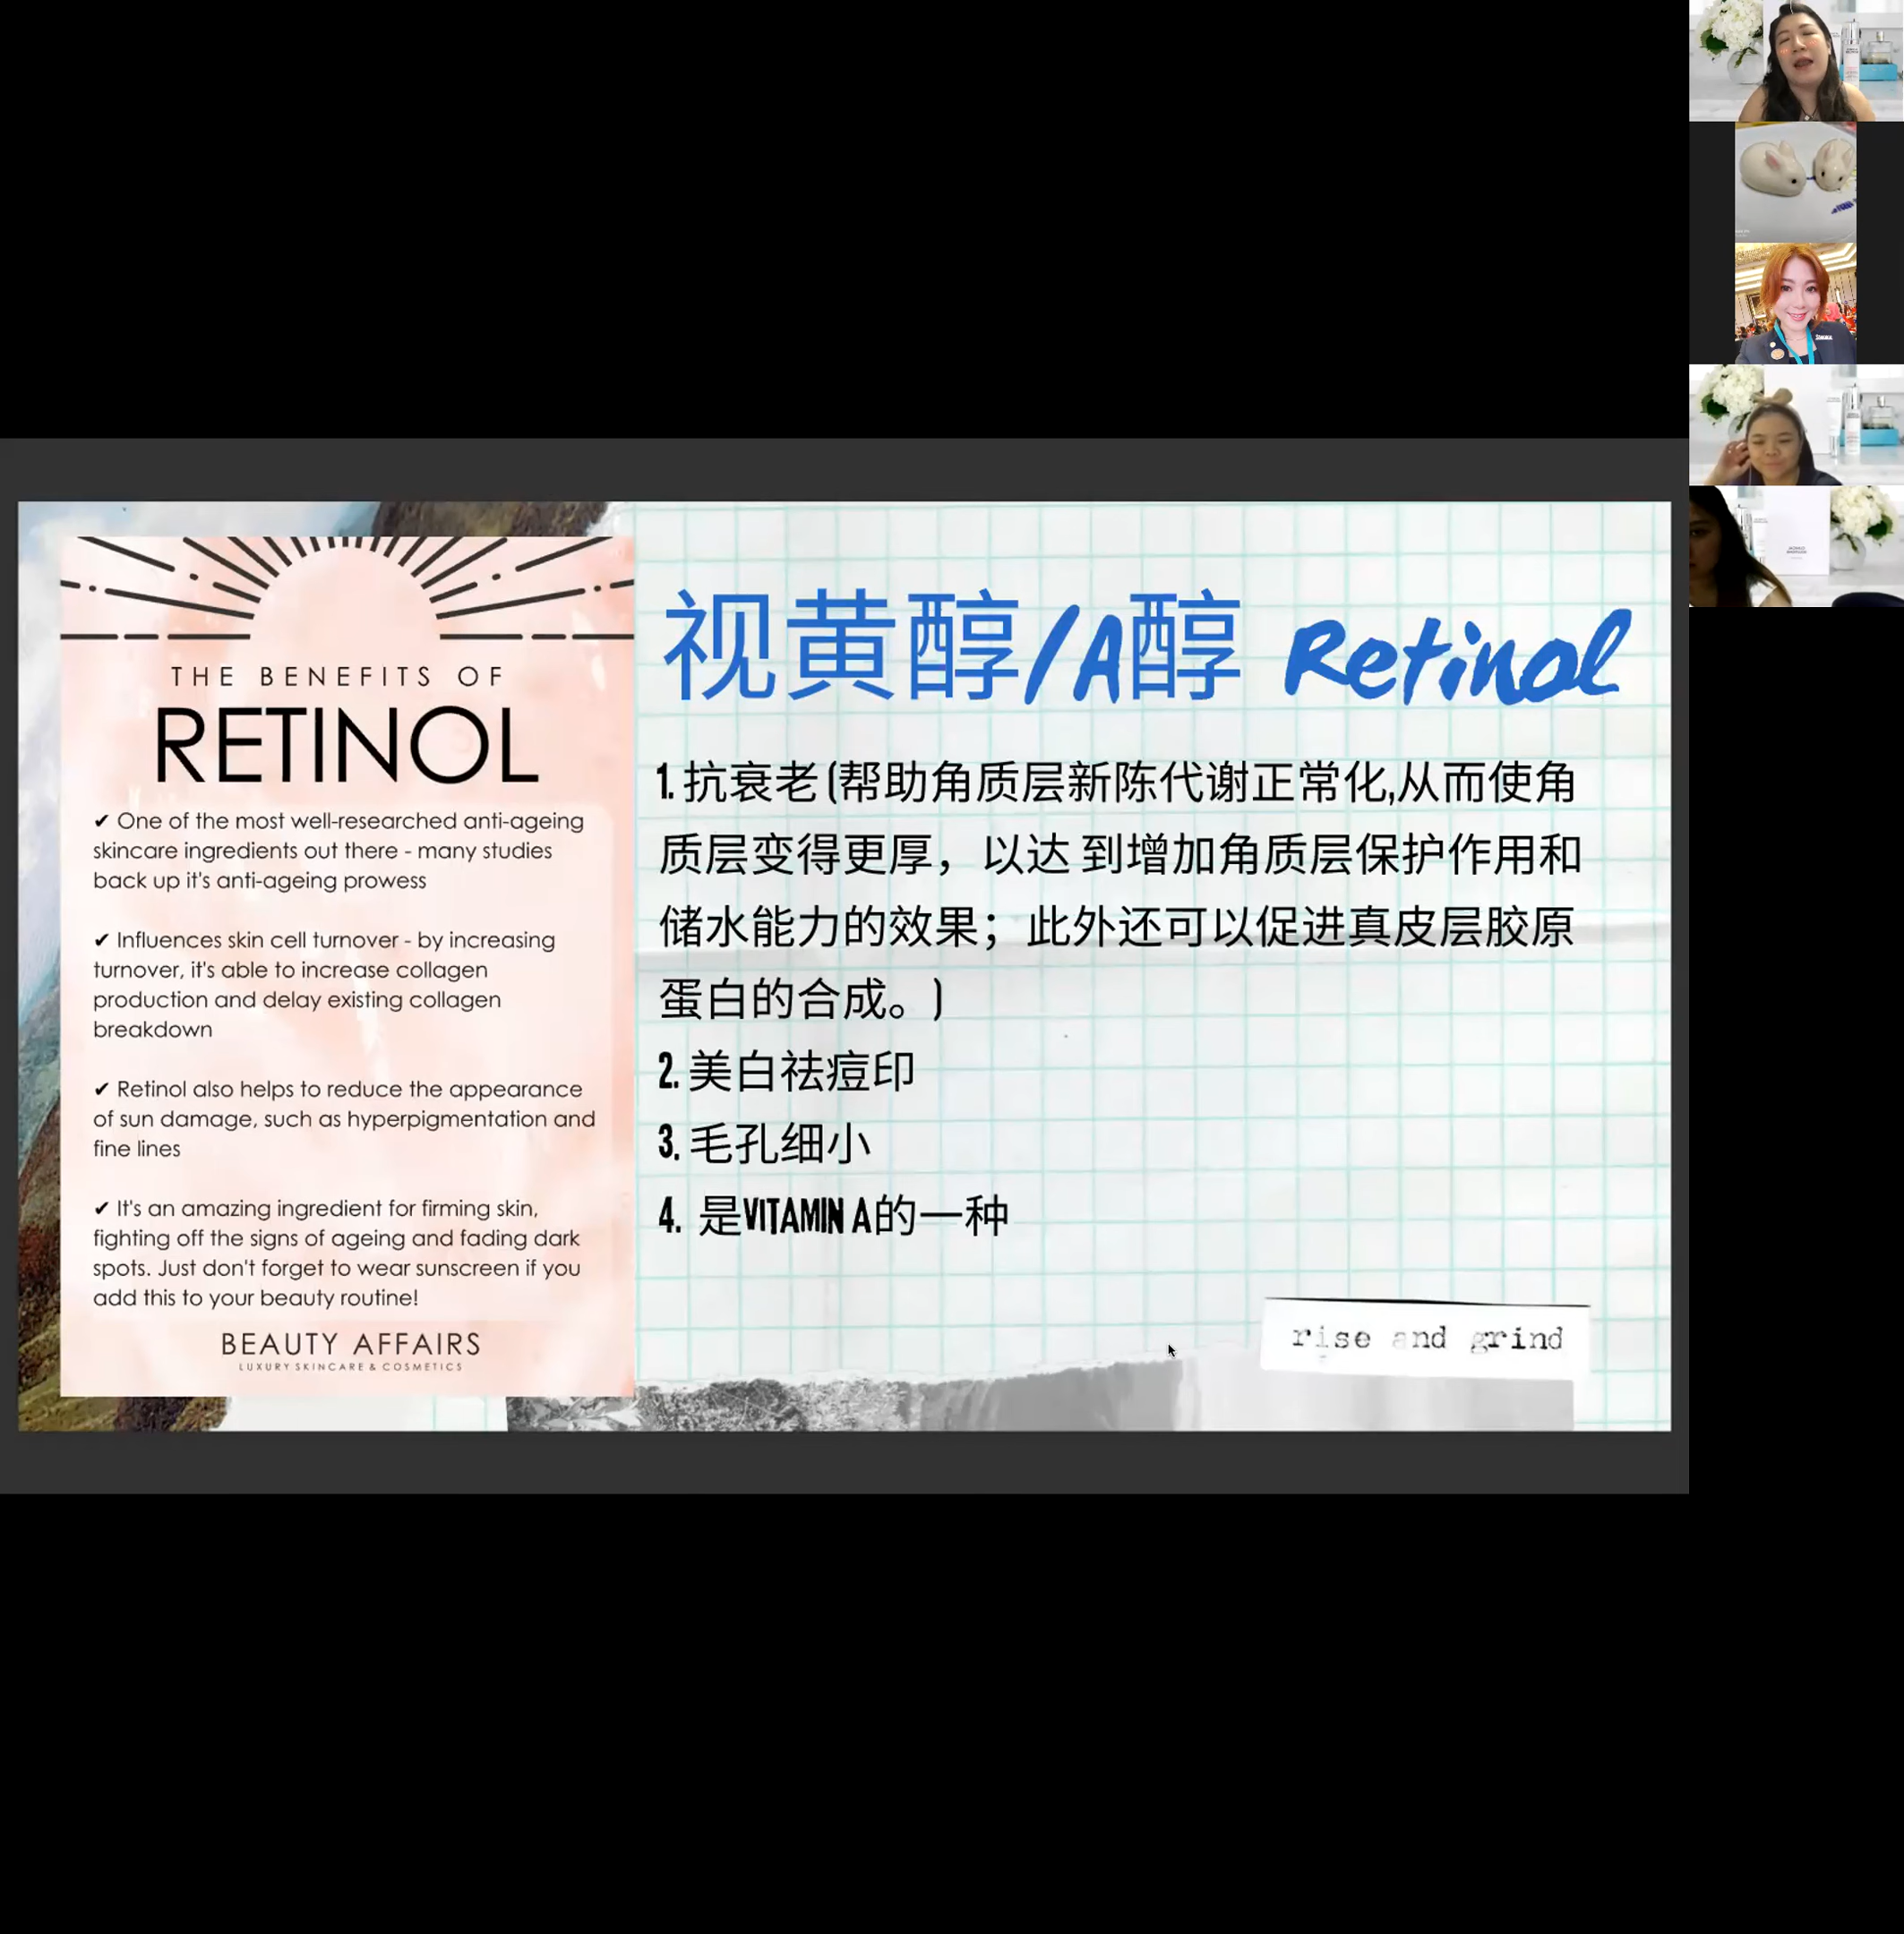 THE BENEFITS OF
RETINOL
✔ One of the most well-researched anti-ageing
skincare ingredients out there - many studies
back up it's anti-ageing prowess
✔ Influences skin cell turnover - by increasing
turnover, it's able to increase collagen
production and delay existing collagen
breakdown
✔ Retinol also helps to reduce the appearance
of sun damage, such as hyperpigmentation and
fine lines
✔ It's an amazing ingredient for firming skin,
fighting off the signs of ageing and fading dark
spots. Just don't forget to wear sunscreen if you
add this to your beauty routine!
BEAUTY AFFAIRS
LUXURY SKINCARE & COSMETICS
视黄醇/A醇 Retinol
1. 抗衰老(帮助角质层新陈代谢正常化,从而使角
质层变得更厚，以达 到增加角质层保护作用和
储水能力的效果；此外还可以促进真皮层胶原
蛋白的合成。)
2. 美白祛痘印
3. 毛孔细小
4. 是VITAMIN A的一种
rise and grind